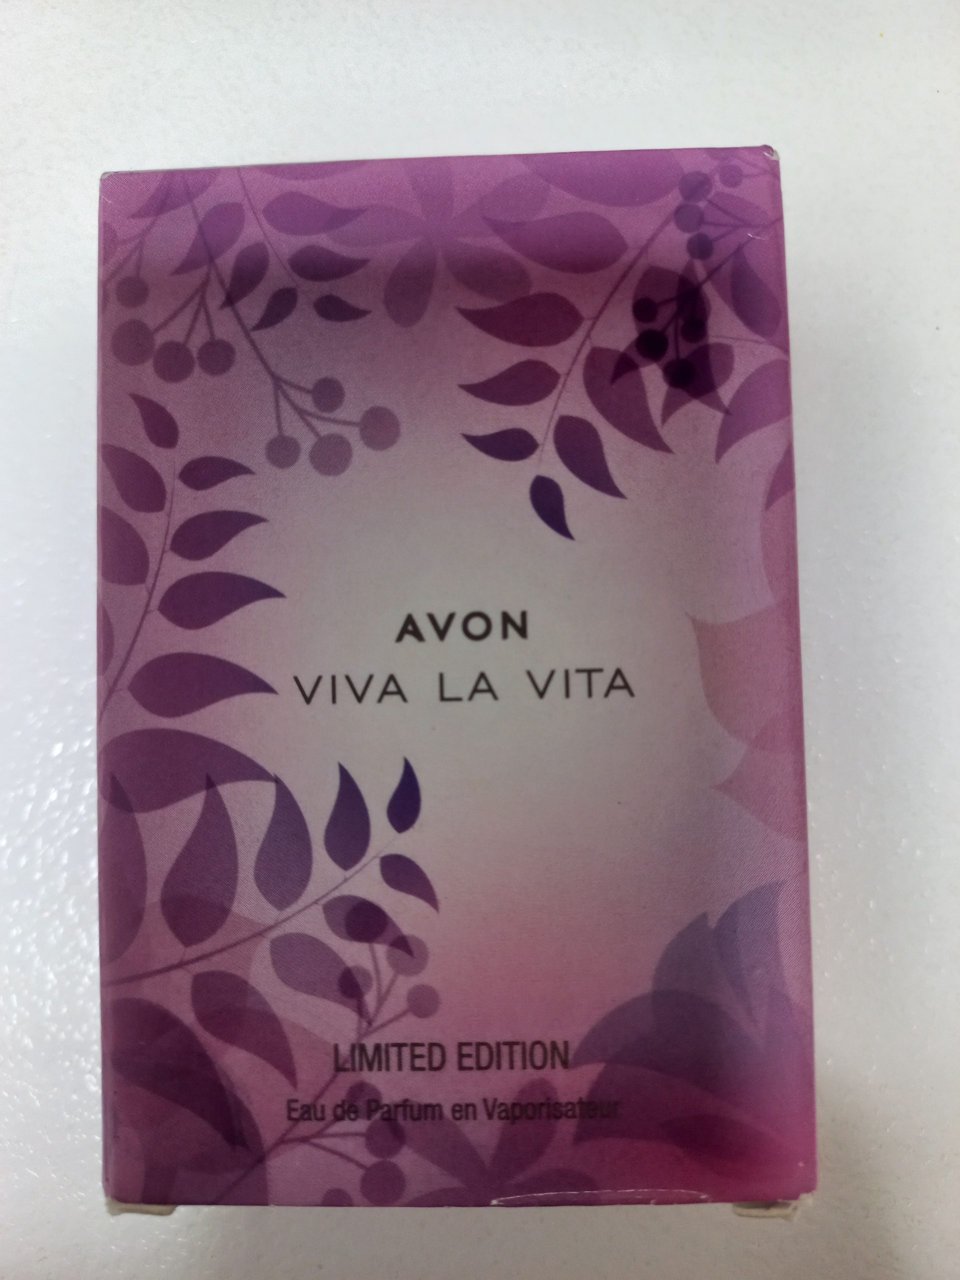 AVON
VIVA LA VITA
LIMITED EDITION
Eau de Parfum en Vaporisateur